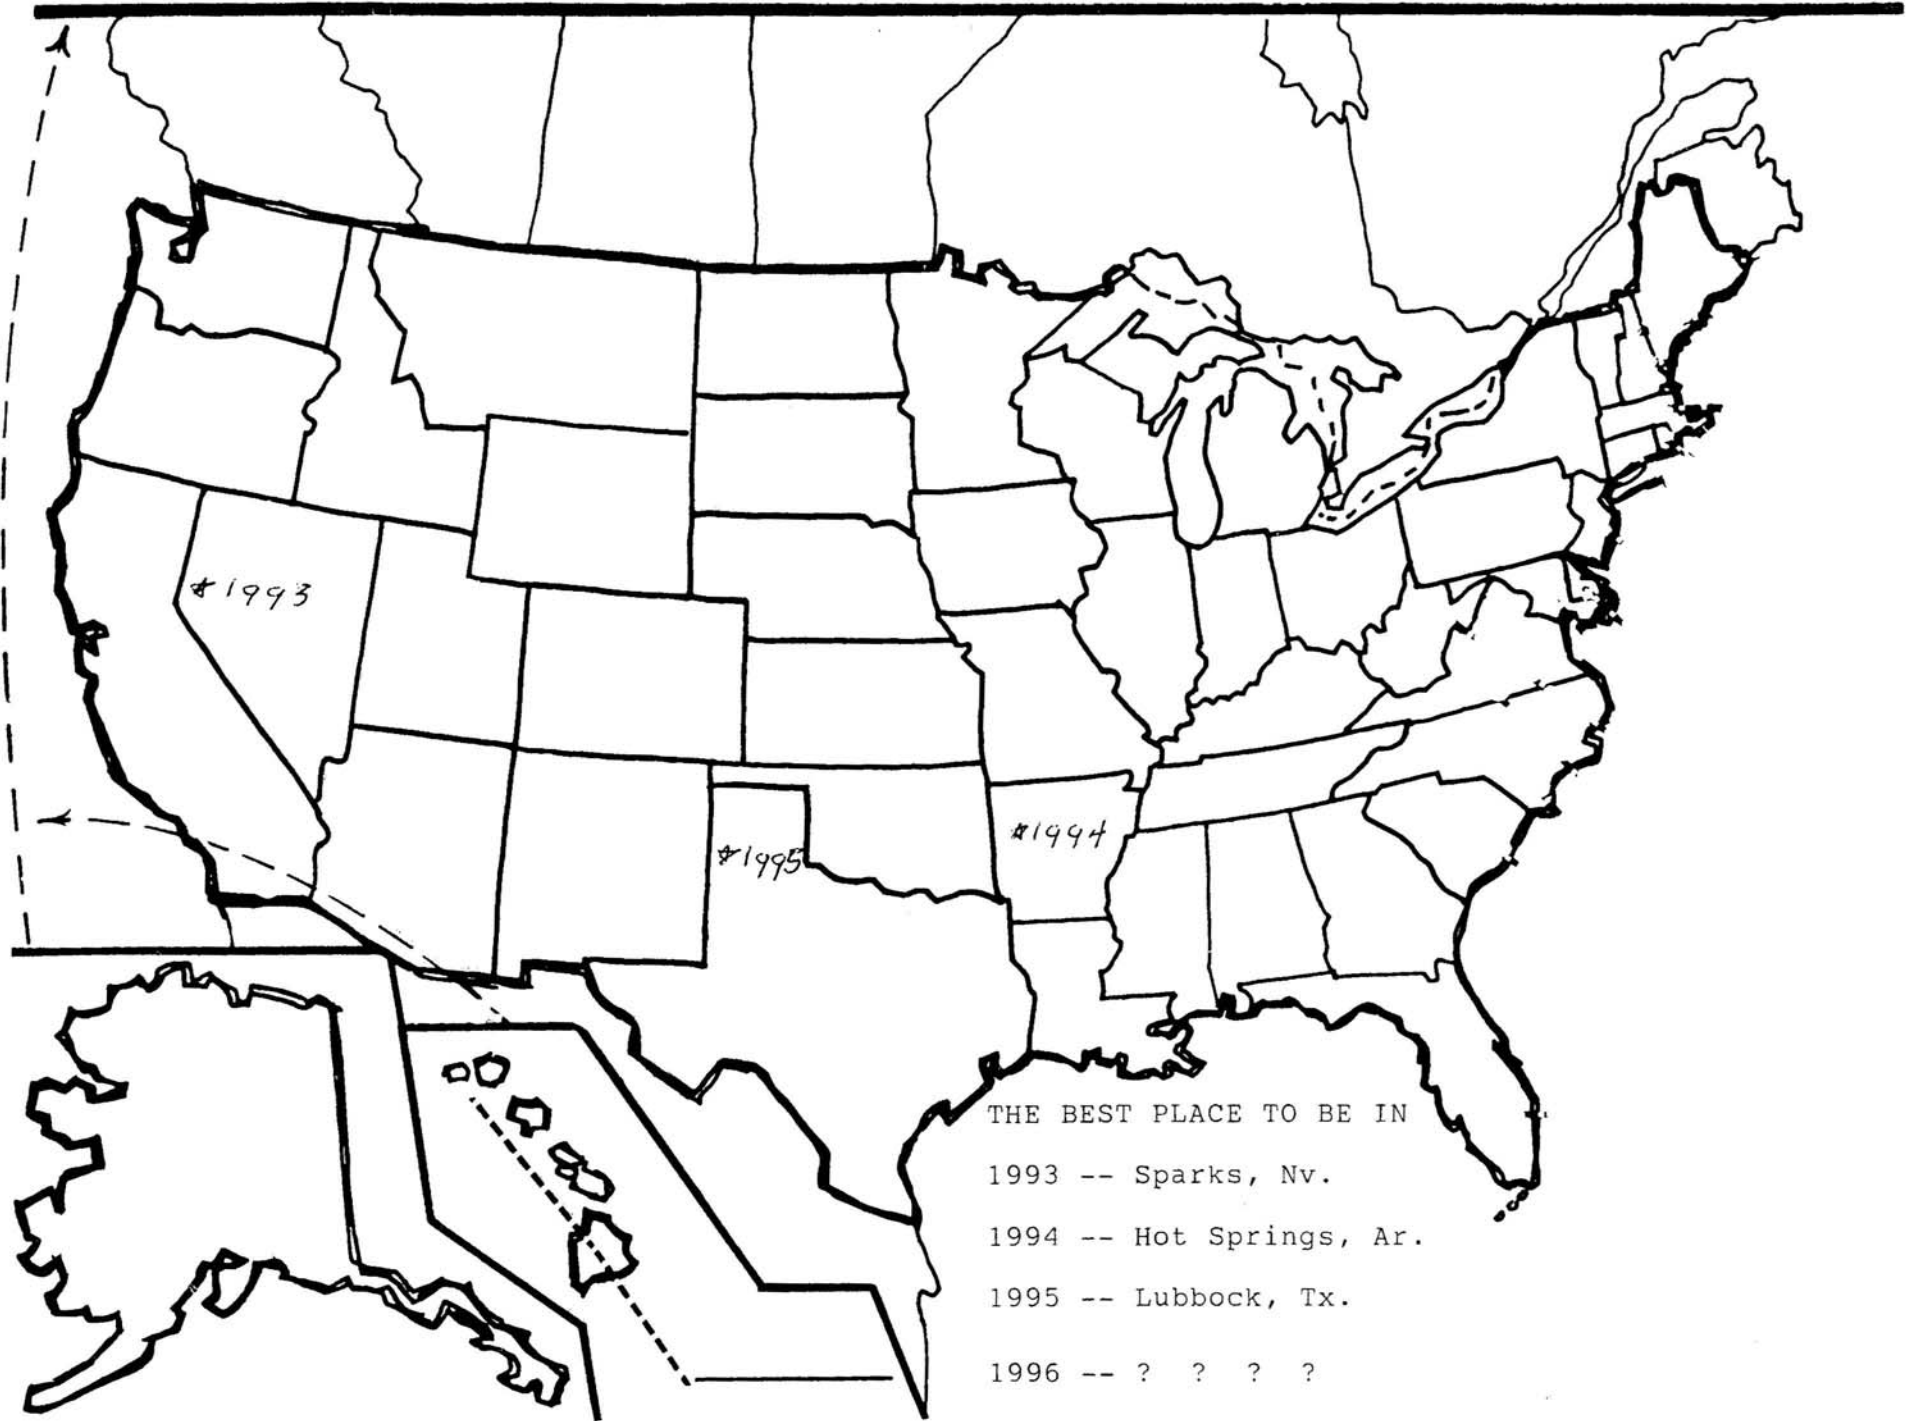 ☆1993
☆1994
☆1995
THE BEST PLACE TO BE IN
1993 -- Sparks, Nv.
1994 -- Hot Springs, Ar.
1995 -- Lubbock, Tx.
1996 -- ? ? ? ?